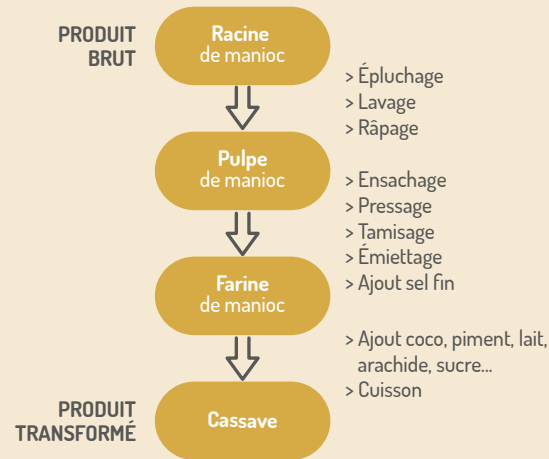 PRODUIT
BRUT
Racine
de manioc
> Épluchage
> Lavage
> Râpage
Pulpe
de manioc
> Ensachage
> Pressage
> Tamisage
> Émiettage
> Ajout sel fin
Farine
de manioc
> Ajout coco, piment, lait,
arachide, sucre...
> Cuisson
PRODUIT
TRANSFORMÉ
Cassave